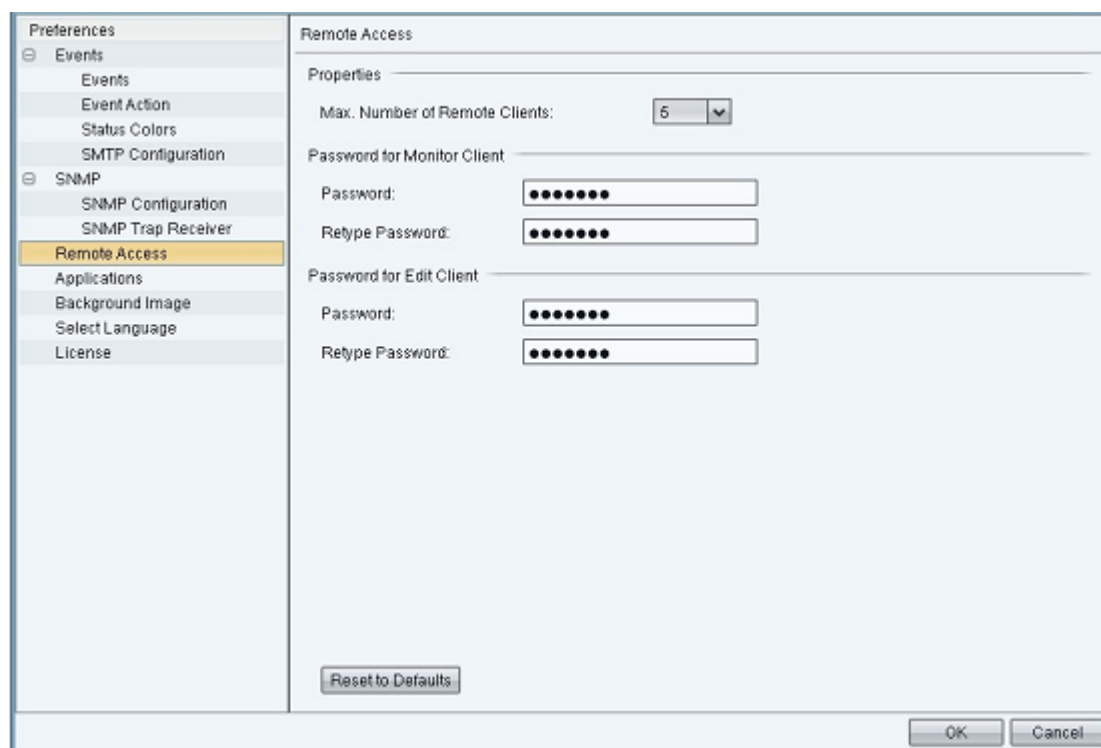 Preferences
Events
Events
Event Action
Status Colors
SMTP Configuration
SNMP
SNMP Configuration
SNMP Trap Receiver
Remote Access
Applications
Background Image
Select Language
License
Remote Access
Properties
Max. Number of Remote Clients: 5
Password for Monitor Client
Password: ●●●●●●●
Retype Password: ●●●●●●●
Password for Edit Client
Password: ●●●●●●●
Retype Password: ●●●●●●●
Reset to Defaults
OK Cancel